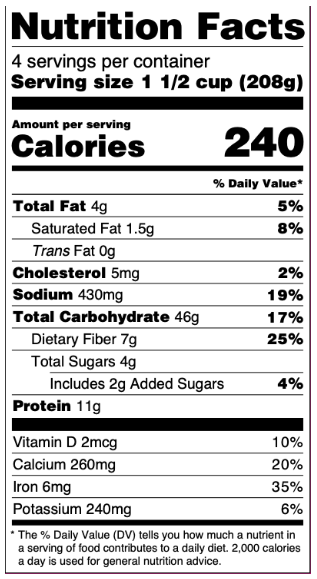 Nutrition Facts
4 servings per container
Serving size 1 1/2 cup (208g)
Amount per serving
Calories 240
% Daily Value*
Total Fat 4g 5%
Saturated Fat 1.5g 8%
Trans Fat 0g
Cholesterol 5mg 2%
Sodium 430mg 19%
Total Carbohydrate 46g 17%
Dietary Fiber 7g 25%
Total Sugars 4g
Includes 2g Added Sugars 4%
Protein 11g
Vitamin D 2mcg 10%
Calcium 260mg 20%
Iron 6mg 35%
Potassium 240mg 6%
* The % Daily Value (DV) tells you how much a nutrient in
a serving of food contributes to a daily diet. 2,000 calories
a day is used for general nutrition advice.